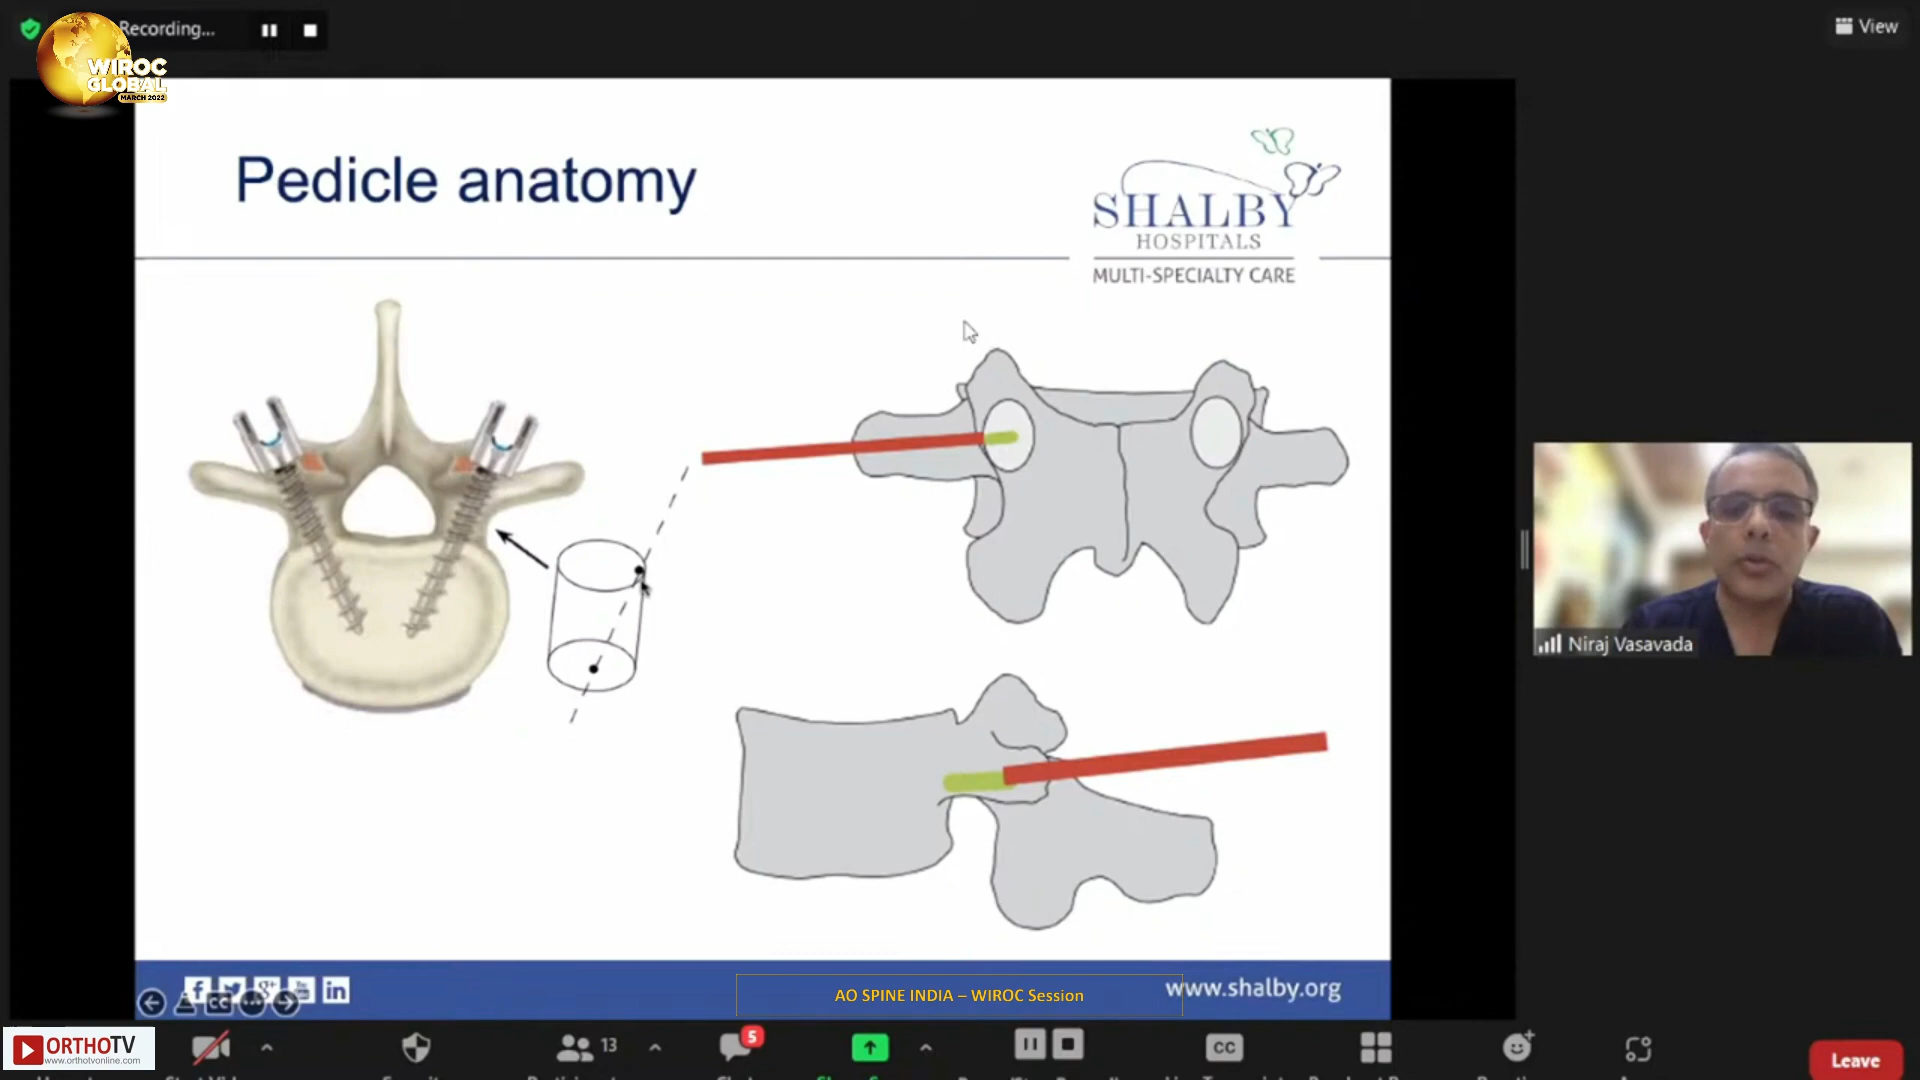 Recording...
View
WIROC
GLOBAL
MARCH 2022
Pedicle anatomy
SHALBY
HOSPITALS
MULTI-SPECIALTY CARE
Niraj Vasavada
AO SPINE INDIA – WIROC Session
www.shalby.org
CC
ORTHOTV
www.orthotvonline.com
13
5
CC
Leave